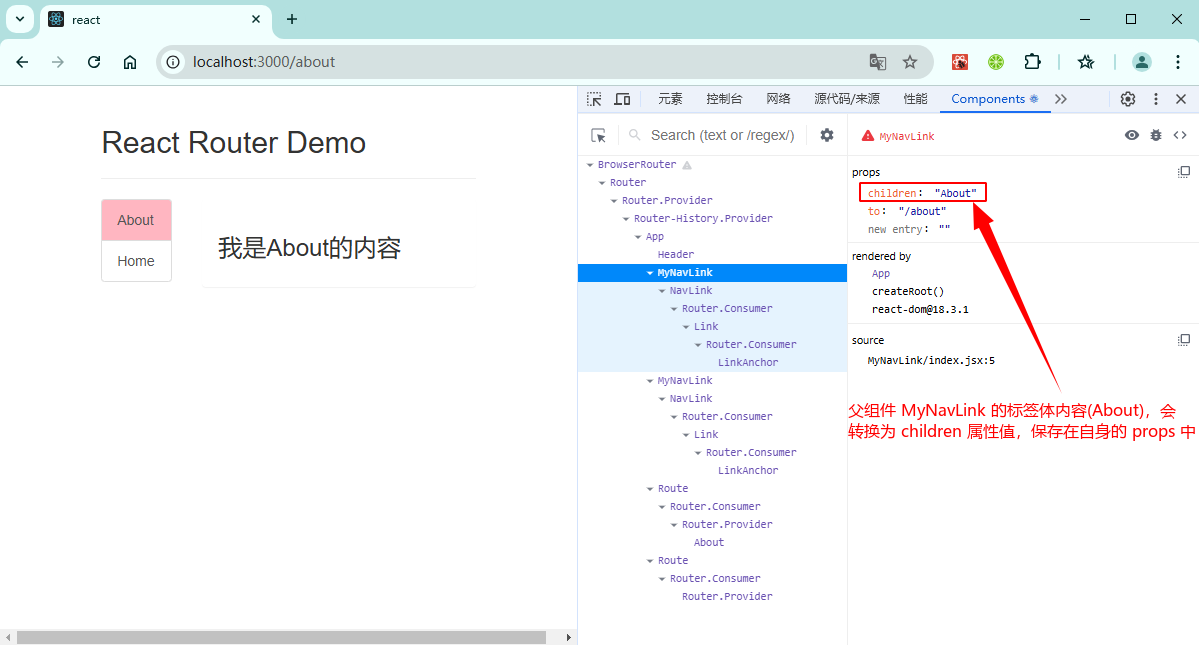 react
localhost:3000/about
元素
控制台
网络
源代码/来源
性能
Components
React Router Demo
About
Home
我是About的内容
Search (text or /regex/)
BrowserRouter
Router
Router.Provider
Router-History.Provider
App
Header
MyNavLink
NavLink
Router.Consumer
Link
Router.Consumer
LinkAnchor
MyNavLink
NavLink
Router.Consumer
Link
Router.Consumer
LinkAnchor
Route
Router.Consumer
Router.Provider
About
Route
Router.Consumer
Router.Provider
MyNavLink
props
children: "About"
to: "/about"
new entry: ""
rendered by
App
createRoot()
react-dom@18.3.1
source
MyNavLink/index.jsx:5
父组件 MyNavLink 的标签体内容(About)，会
转换为 children 属性值，保存在自身的 props 中